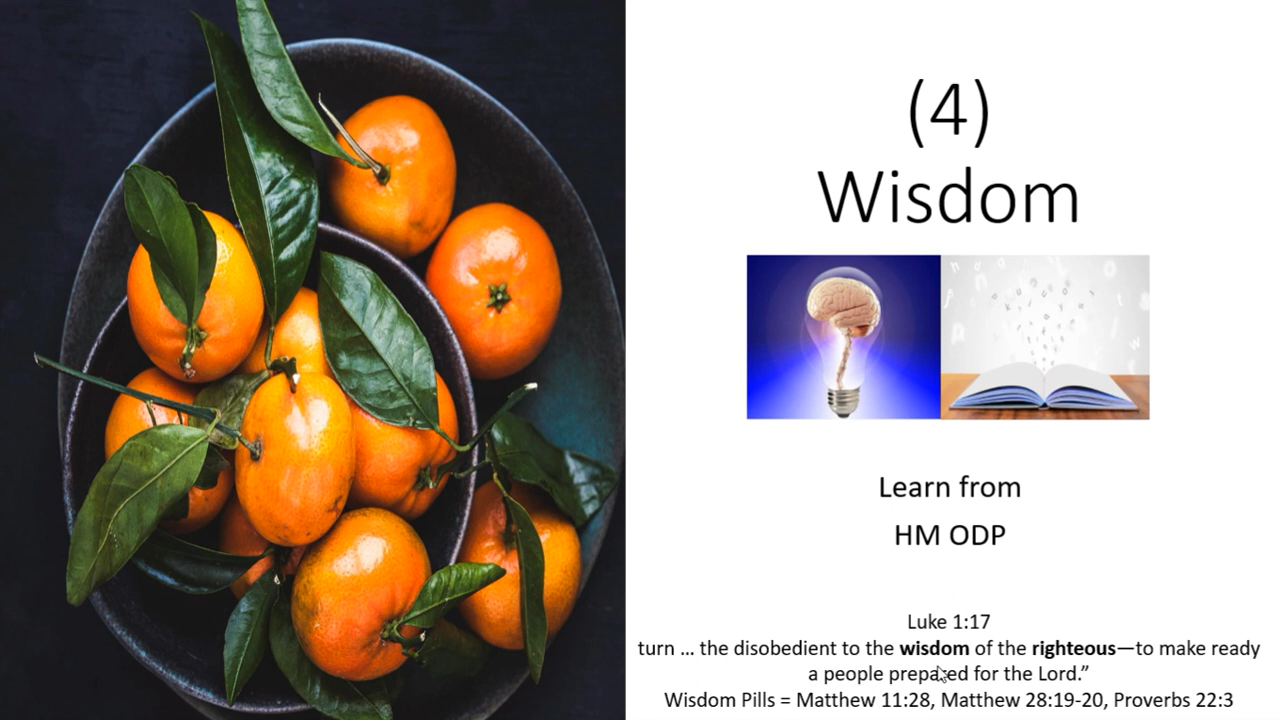 (4)
Wisdom
Learn from
HM ODP
Luke 1:17
turn ... the disobedient to the wisdom of the righteous—to make ready
a people prepared for the Lord.”
Wisdom Pills = Matthew 11:28, Matthew 28:19-20, Proverbs 22:3